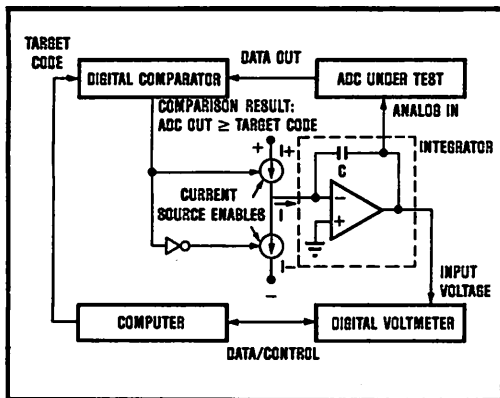 TARGET
CODE
DATA OUT
DIGITAL COMPARATOR
ADC UNDER TEST
COMPARISON RESULT:
ADC OUT ≥ TARGET CODE
ANALOG IN
+
I+
INTEGRATOR
C
CURRENT
SOURCE ENABLES
I
−
+
I−
−
INPUT
VOLTAGE
COMPUTER
DIGITAL VOLTMETER
DATA/CONTROL